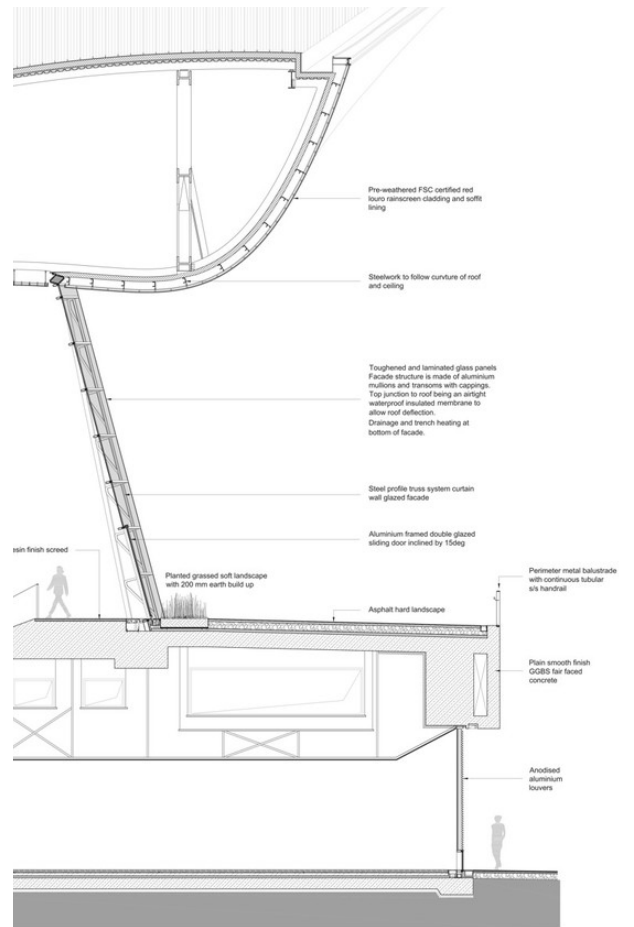 Pre-weathered FSC certified red
louro rainscreen cladding and soffit
lining
Steelwork to follow curvture of roof
and ceiling
Toughened and laminated glass panels
Facade structure is made of aluminium
mullions and transoms with cappings.
Top junction to roof being an airtight
waterproof insulated membrane to
allow roof deflection.
Drainage and trench heating at
bottom of facade.
Steel profile truss system curtain
wall glazed facade
Aluminium framed double glazed
sliding door inclined by 15deg
esin finish screed
Planted grassed soft landscape
with 200 mm earth build up
Asphalt hard landscape
Perimeter metal balustrade
with continuous tubular
s/s handrail
Plain smooth finish
GGBS fair faced
concrete
Anodised
aluminium
louvers